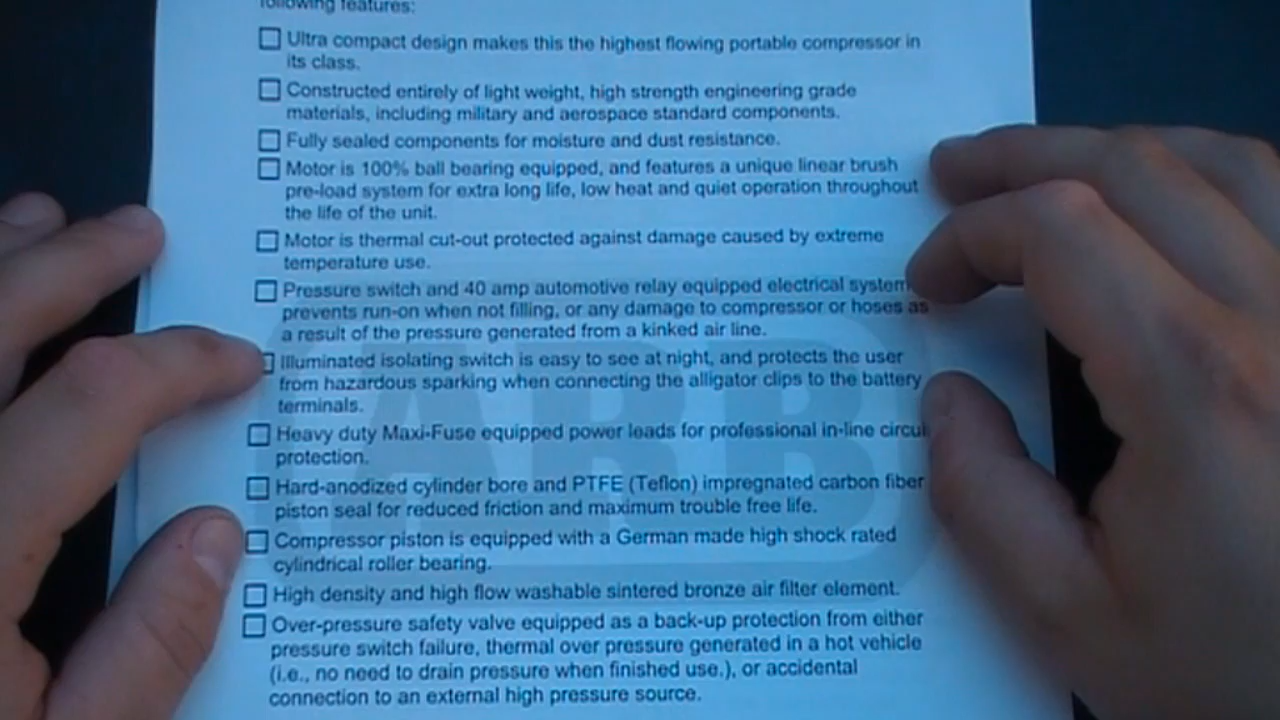 following features:
Ultra compact design makes this the highest flowing portable compressor in
its class.
Constructed entirely of light weight, high strength engineering grade
materials, including military and aerospace standard components.
Fully sealed components for moisture and dust resistance.
Motor is 100% ball bearing equipped, and features a unique linear brush
pre-load system for extra long life, low heat and quiet operation throughout
the life of the unit.
Motor is thermal cut-out protected against damage caused by extreme
temperature use.
Pressure switch and 40 amp automotive relay equipped electrical system
prevents run-on when not filling, or any damage to compressor or hoses as
a result of the pressure generated from a kinked air line.
Illuminated isolating switch is easy to see at night, and protects the user
from hazardous sparking when connecting the alligator clips to the battery
terminals.
Heavy duty Maxi-Fuse equipped power leads for professional in-line circui
protection.
Hard-anodized cylinder bore and PTFE (Teflon) impregnated carbon fiber
piston seal for reduced friction and maximum trouble free life.
Compressor piston is equipped with a German made high shock rated
cylindrical roller bearing.
High density and high flow washable sintered bronze air filter element.
Over-pressure safety valve equipped as a back-up protection from either
pressure switch failure, thermal over pressure generated in a hot vehicle
(i.e., no need to drain pressure when finished use.), or accidental
connection to an external high pressure source.
ARB